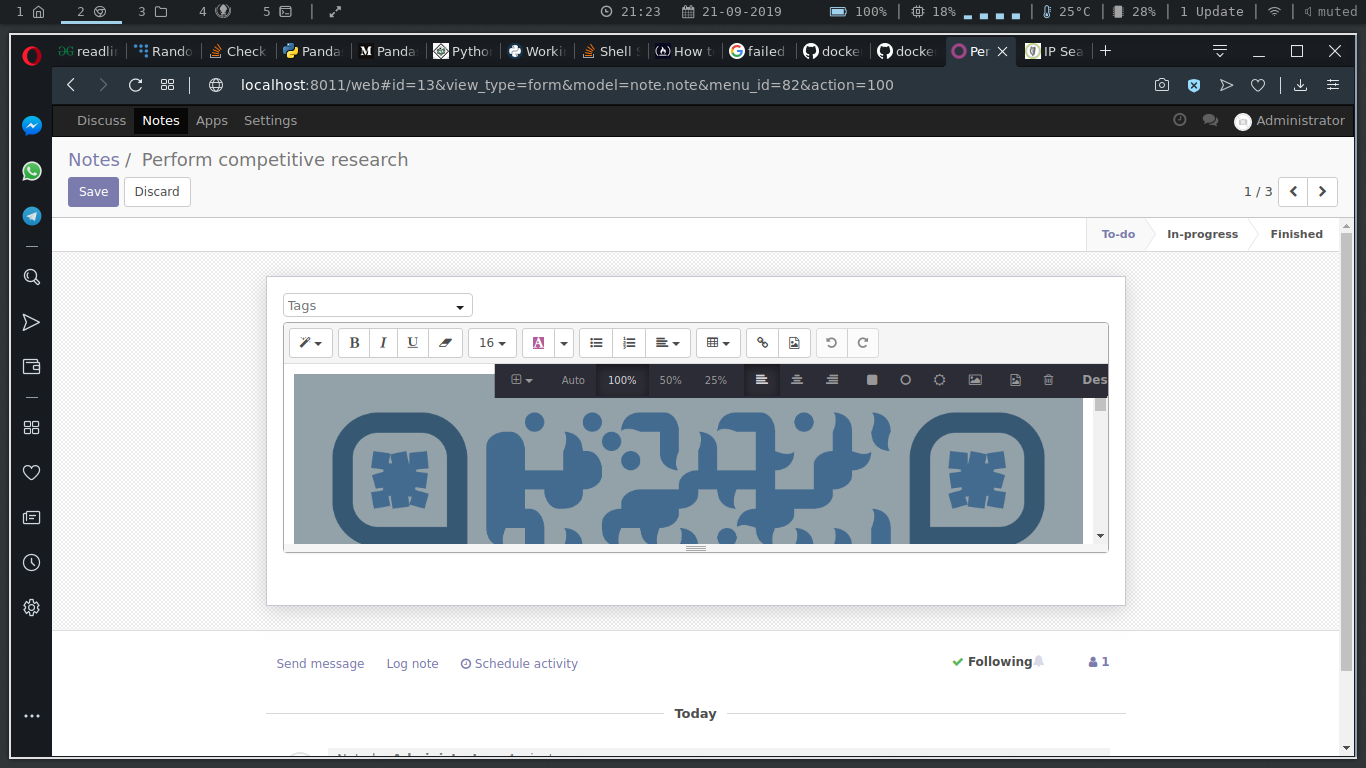 1 2 3 4 5 21:23 21-09-2019 100% 18% 25°C 28% 1 Update muted
readlin Rando Check Panda Panda Pytho Worki Shell S How t failed docke docke Per IP Sea
localhost:8011/web#id=13&view_type=form&model=note.note&menu_id=82&action=100
Discuss Notes Apps Settings Administrator
Notes / Perform competitive research
Save Discard 1 / 3
To-do In-progress Finished
Tags
B I U 16 A
Auto 100% 50% 25% Des
Send message Log note Schedule activity Following 1
Today